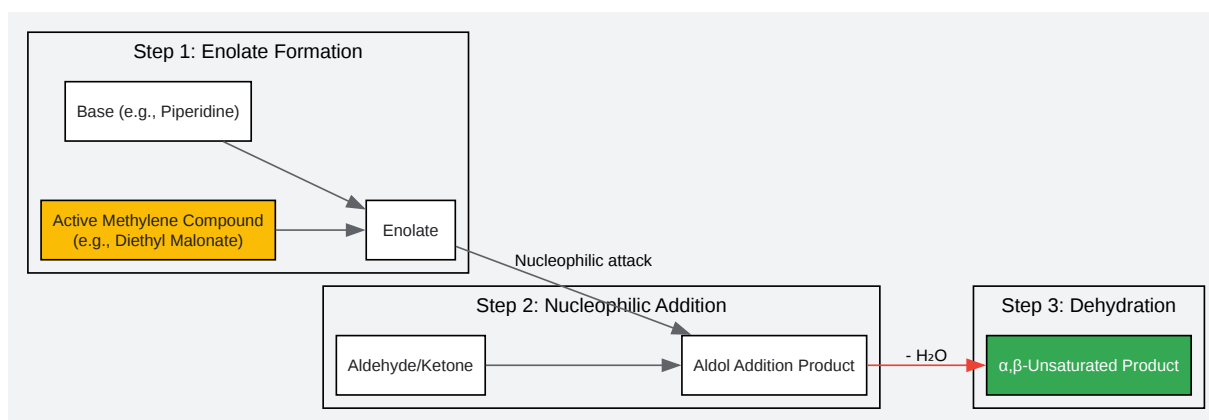 Step 1: Enolate Formation
Base (e.g., Piperidine)
Active Methylene Compound
(e.g., Diethyl Malonate)
Enolate
Nucleophilic attack
Step 2: Nucleophilic Addition
Aldehyde/Ketone
Aldol Addition Product
- H₂O
Step 3: Dehydration
α,β-Unsaturated Product